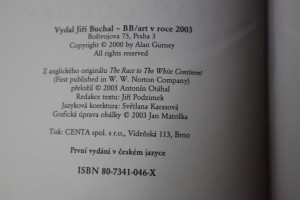 Vydal Jiří Buchal – BB/art v roce 2003
Bořivojova 75, Praha 3
Copyright © 2000 by Alan Gurney
All rights reserved
Z anglického originálu The Race to The White Continent
(First published in W. W. Norton Company)
přeložil © 2003 Antonín Otáhal
Redakce textu: Jiří Podzimek
Jazyková korektura: Světlana Karasová
Grafická úprava obálky © 2003 Jan Matoška
Tisk: CENTA spol. s r. o., Vídeňská 113, Brno
První vydání v českém jazyce
ISBN 80-7341-046-X